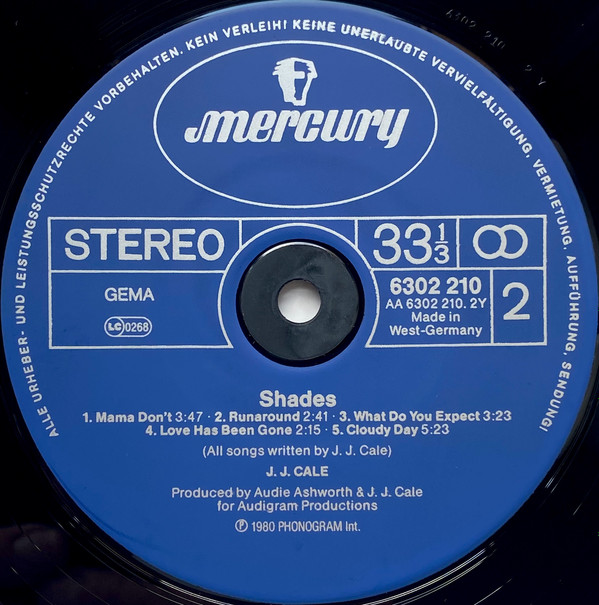 ALLE URHEBER- UND LEISTUNGSSCHUTZRECHTE VORBEHALTEN. KEIN VERLEIH! KEINE UNERLAUBTE VERVIELFÄLTIGUNG, VERMIETUNG, AUFFÜHRUNG, SENDUNG!
mercury
STEREO
33 1/3
GEMA
LC 0268
6302 210
AA 6302 210. 2Y
Made in
West-Germany
2
Shades
1. Mama Don't 3:47 · 2. Runaround 2:41 · 3. What Do You Expect 3:23
4. Love Has Been Gone 2:15 · 5. Cloudy Day 5:23
(All songs written by J. J. Cale)
J. J. CALE
Produced by Audie Ashworth & J. J. Cale
for Audigram Productions
Ⓟ 1980 PHONOGRAM Int.